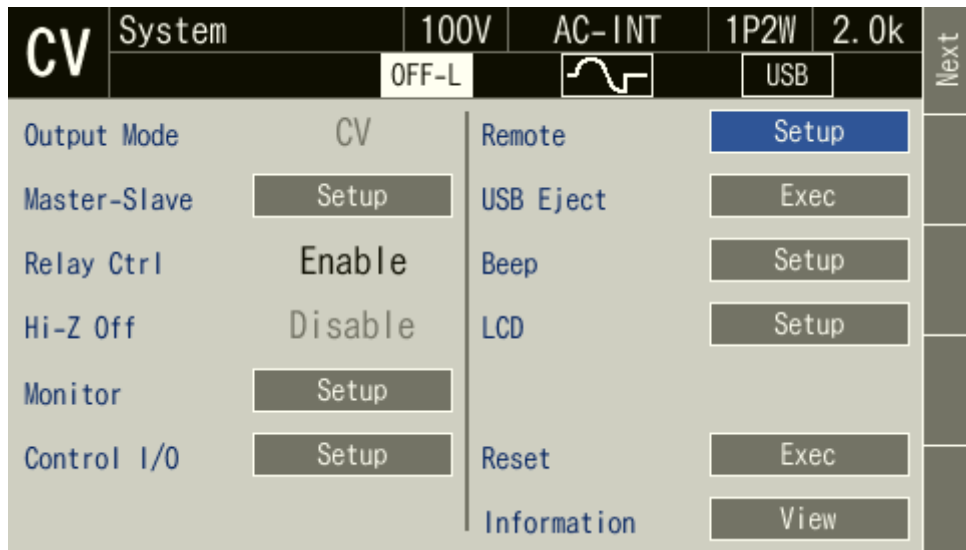 CV System 100V AC-INT 1P2W 2.0k
OFF-L USB
Next
Output Mode CV
Master-Slave Setup
Relay Ctrl Enable
Hi-Z Off Disable
Monitor Setup
Control I/O Setup
Remote Setup
USB Eject Exec
Beep Setup
LCD Setup
Reset Exec
Information View